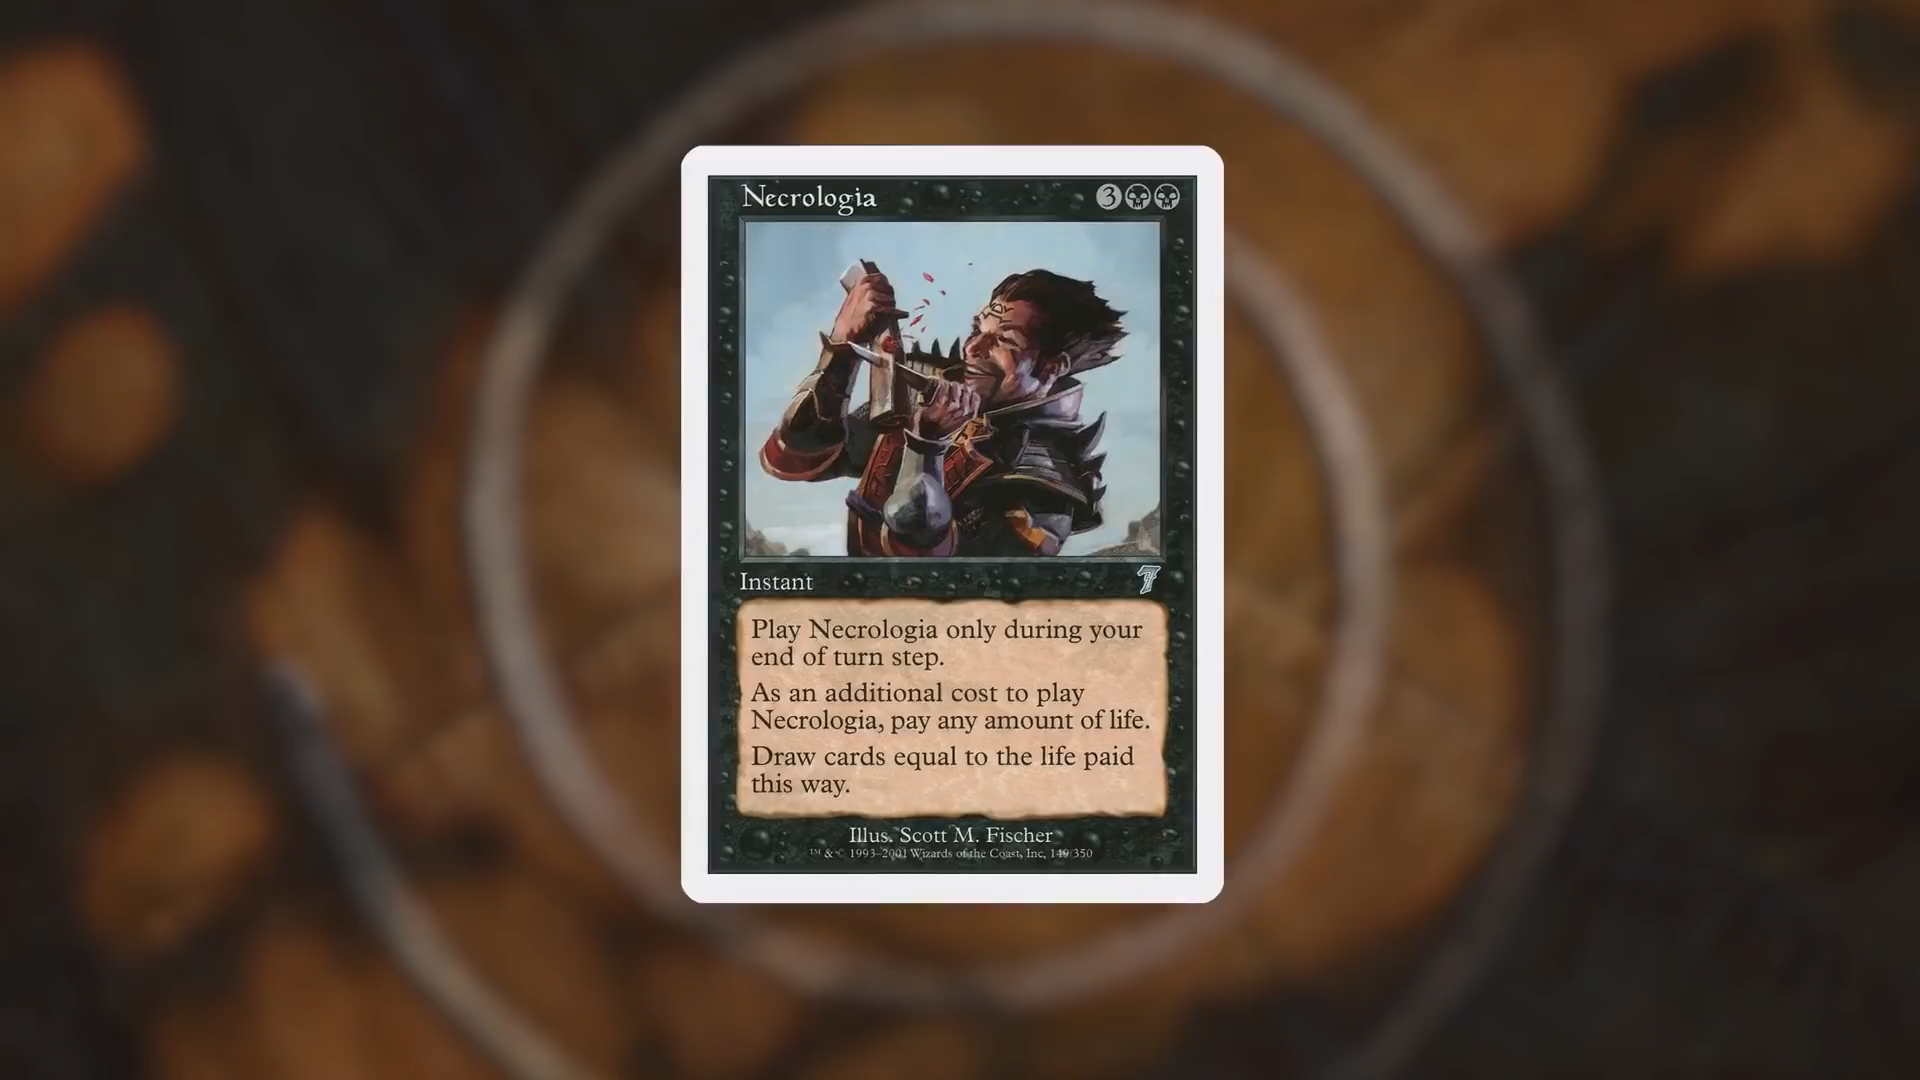 Necrologia 3
Instant
Play Necrologia only during your
end of turn step.
As an additional cost to play
Necrologia, pay any amount of life.
Draw cards equal to the life paid
this way.
Illus. Scott M. Fischer
™ & © 1993–2001 Wizards of the Coast, Inc. 149/350